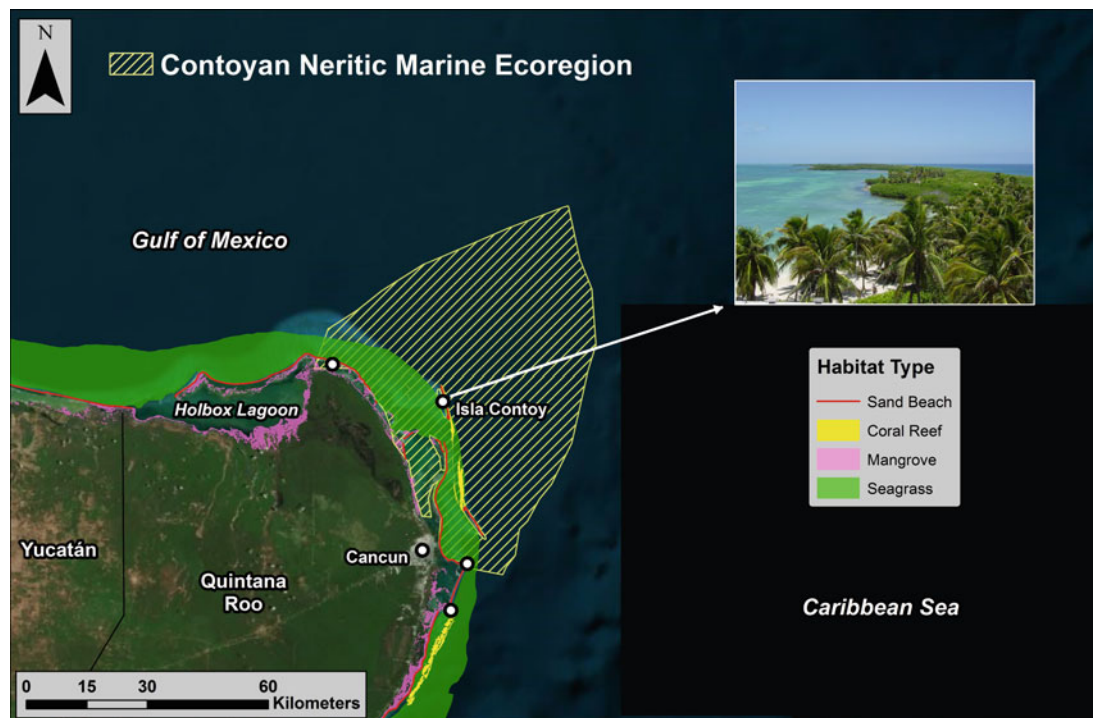 N
Contoyan Neritic Marine Ecoregion
Gulf of Mexico
Holbox Lagoon
Isla Contoy
Habitat Type
Sand Beach
Coral Reef
Mangrove
Seagrass
Yucatán
Cancun
Quintana
Roo
Caribbean Sea
0 15 30 60
Kilometers